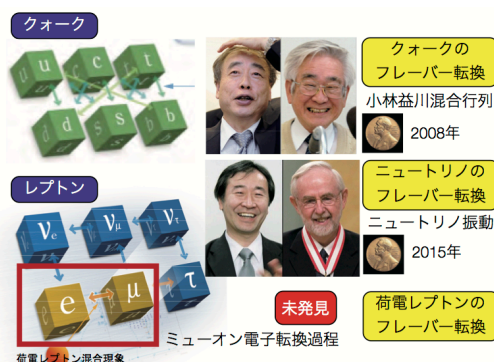 クォーク
u c t
d s b
クォークの
フレーバー転換
小林益川混合行列
2008年
レプトン
νe νμ ντ
e μ τ
ニュートリノの
フレーバー転換
ニュートリノ振動
2015年
未発見
荷電レプトンの
フレーバー転換
ミューオン電子転換過程
荷電レプトン混合現象